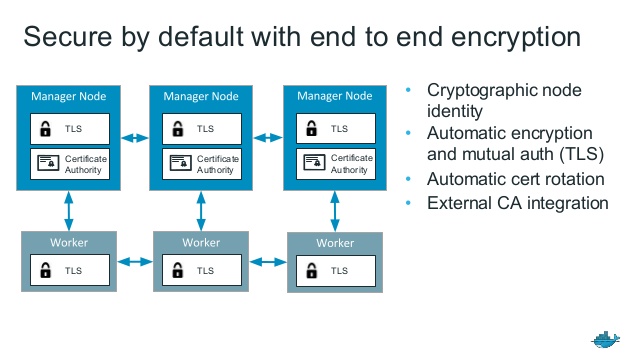 Secure by default with end to end encryption
Manager Node
TLS
Certificate
Authority
Manager Node
TLS
Certificate
Authority
Manager Node
TLS
Certificate
Authority
Worker
TLS
Worker
TLS
Worker
TLS
• Cryptographic node
identity
• Automatic encryption
and mutual auth (TLS)
• Automatic cert rotation
• External CA integration